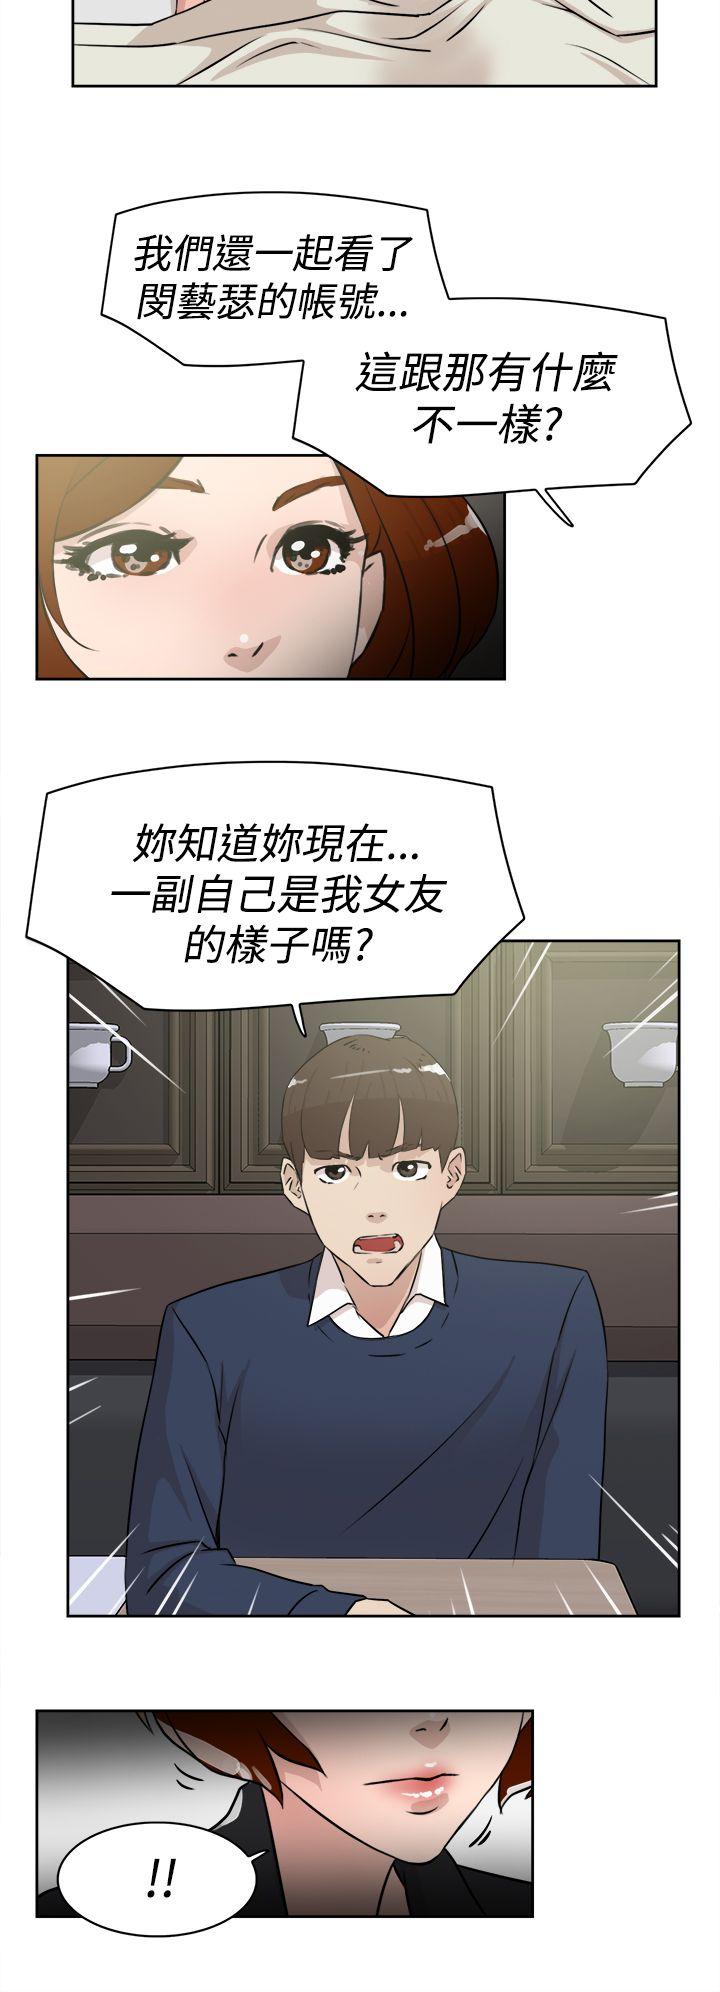 我們還一起看了
閔藝瑟的帳號...
這跟那有什麼
不一樣?
妳知道妳現在...
一副自己是我女友
的樣子嗎?
!!